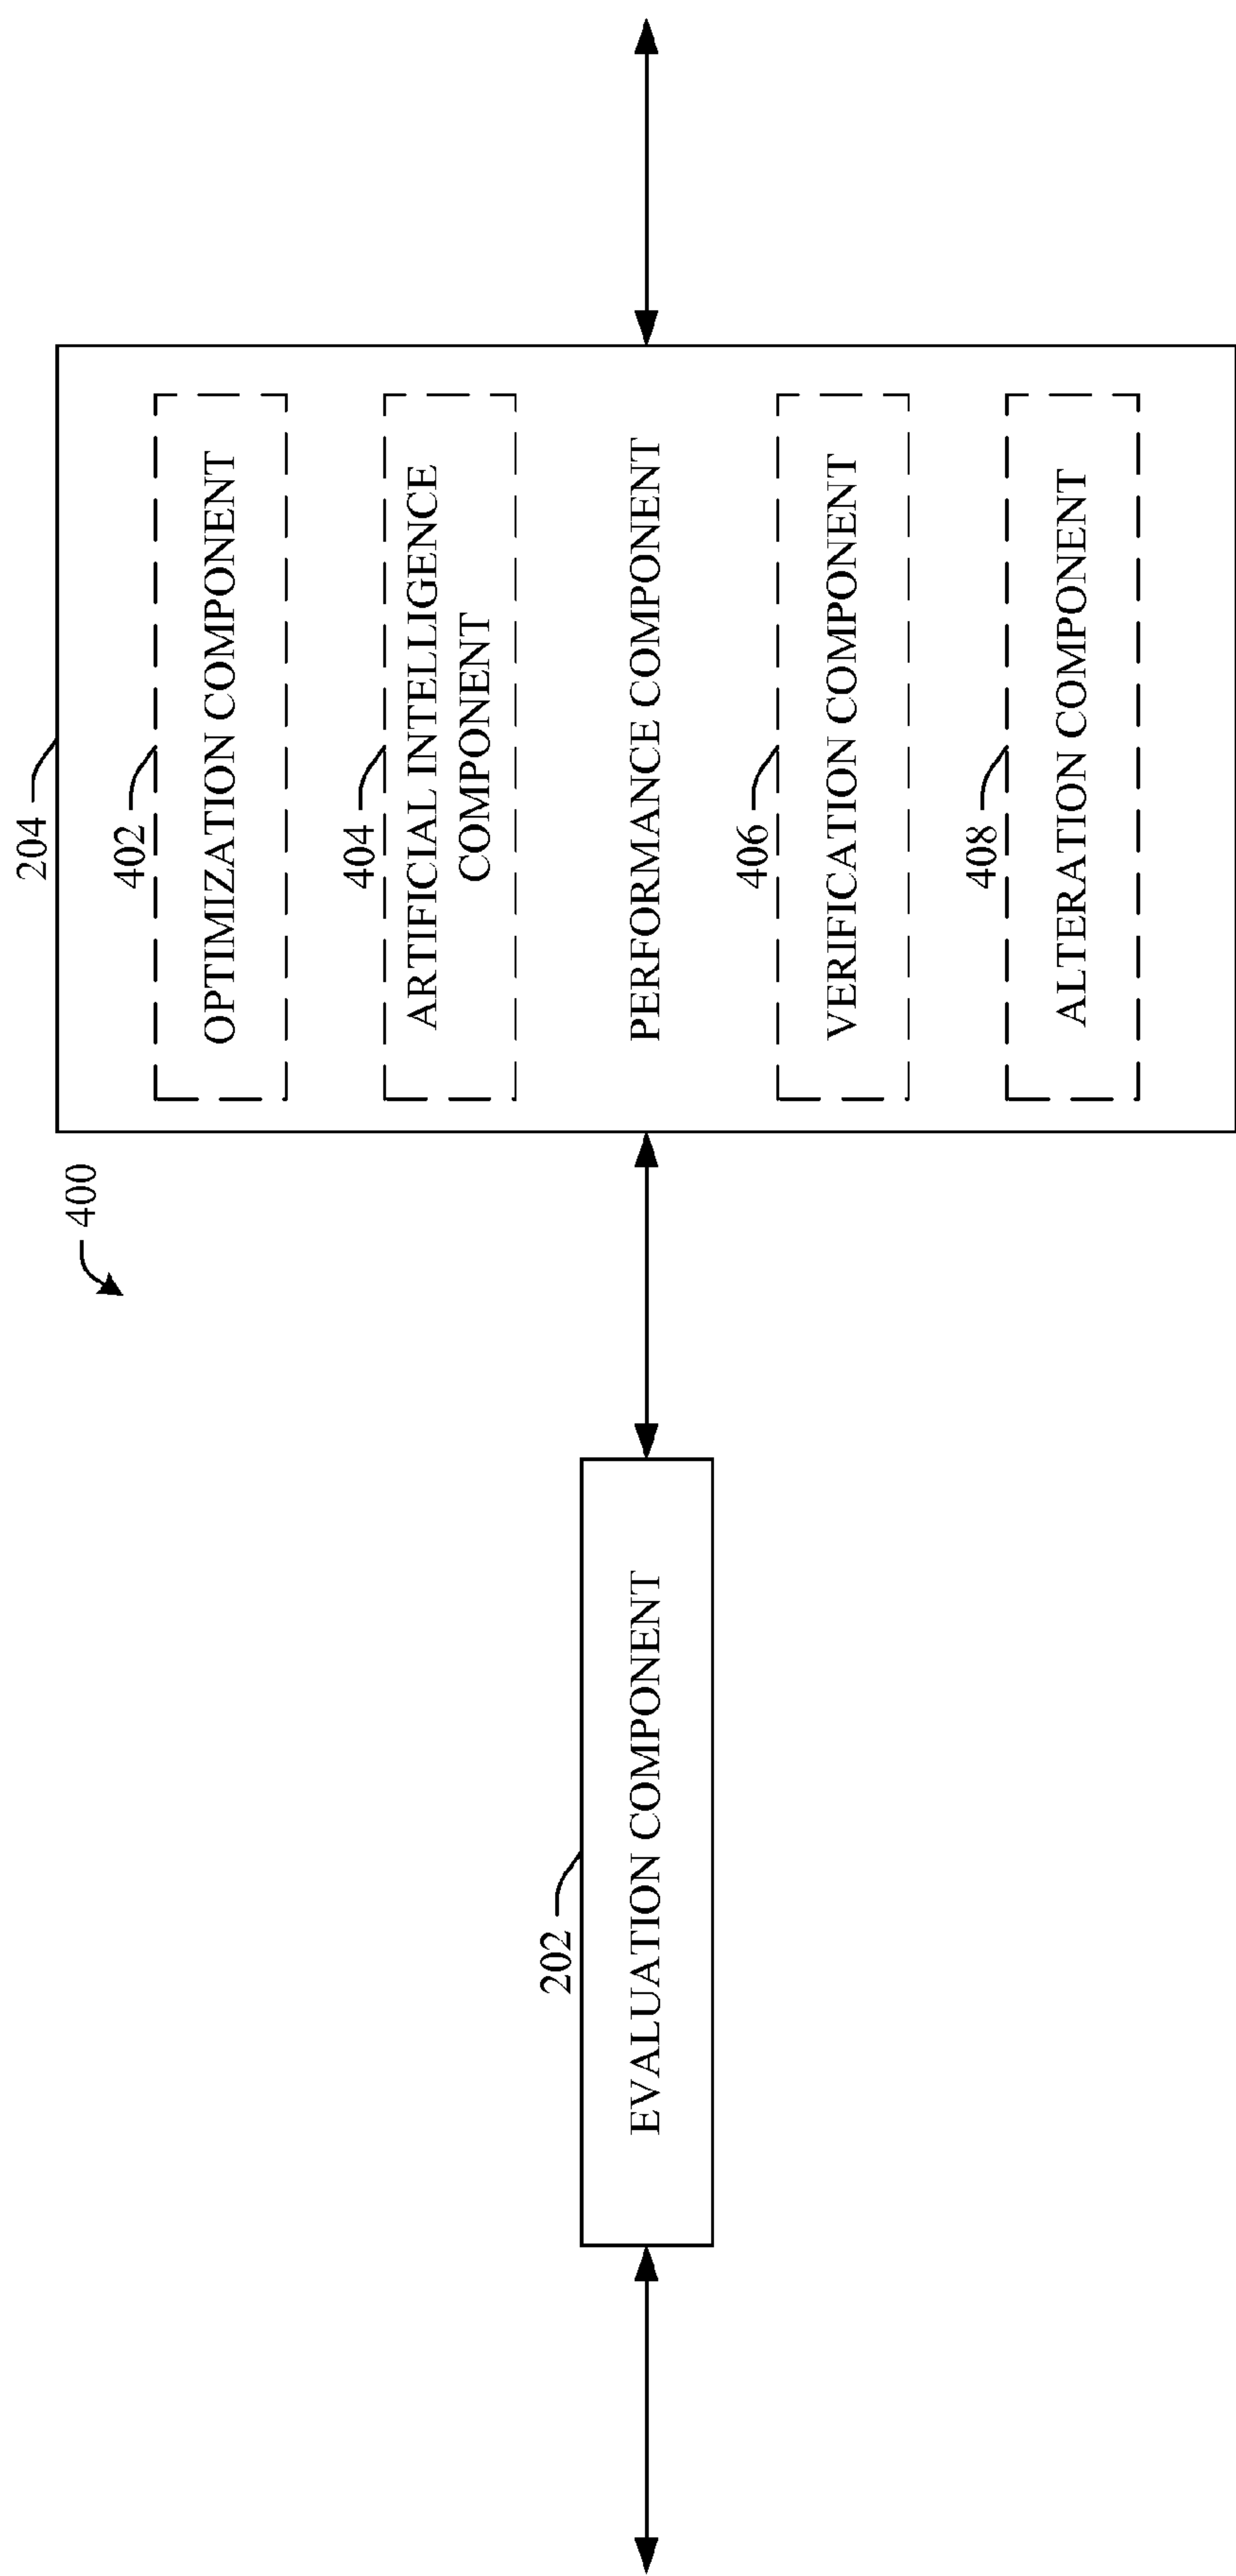 400
204
402
OPTIMIZATION COMPONENT
404
ARTIFICIAL INTELLIGENCE
COMPONENT
202
EVALUATION COMPONENT
PERFORMANCE COMPONENT
406
VERIFICATION COMPONENT
408
ALTERATION COMPONENT